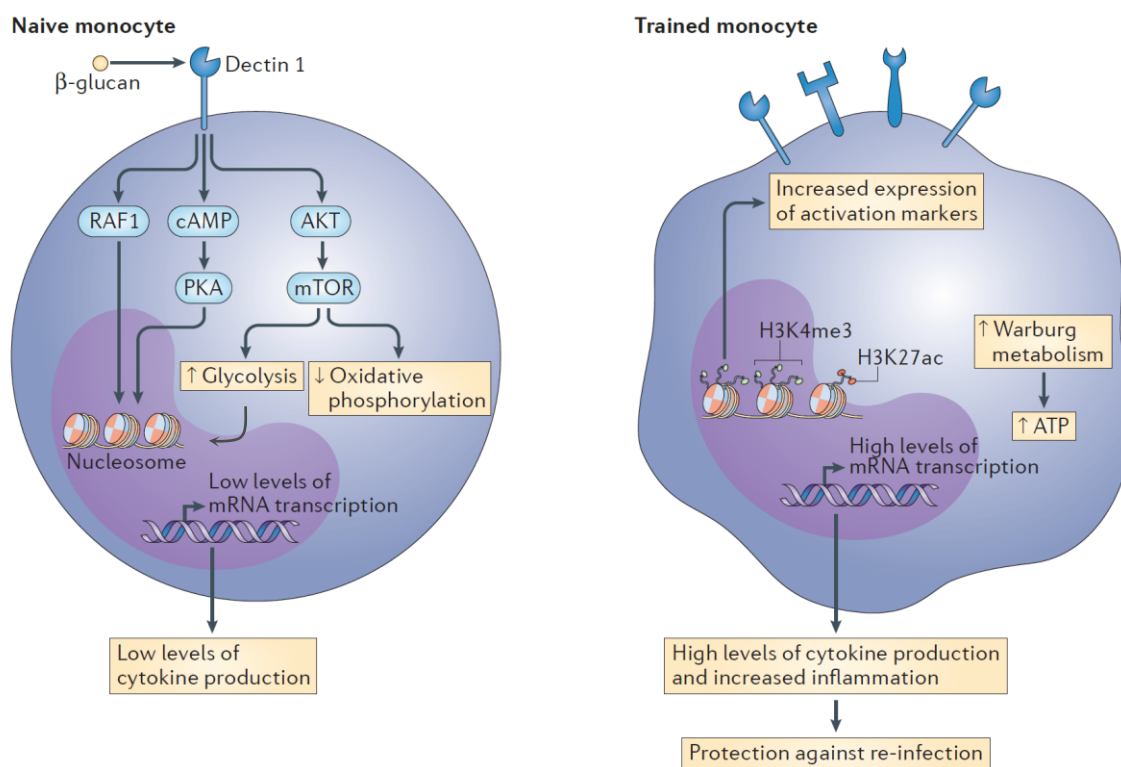 Naive monocyte
β-glucan
Dectin 1
RAF1
cAMP
AKT
PKA
mTOR
↑ Glycolysis
↓ Oxidative
phosphorylation
Nucleosome
Low levels of
mRNA transcription
Low levels of
cytokine production
Trained monocyte
Increased expression
of activation markers
H3K4me3
H3K27ac
↑ Warburg
metabolism
↑ ATP
High levels of
mRNA transcription
High levels of cytokine production
and increased inflammation
Protection against re-infection